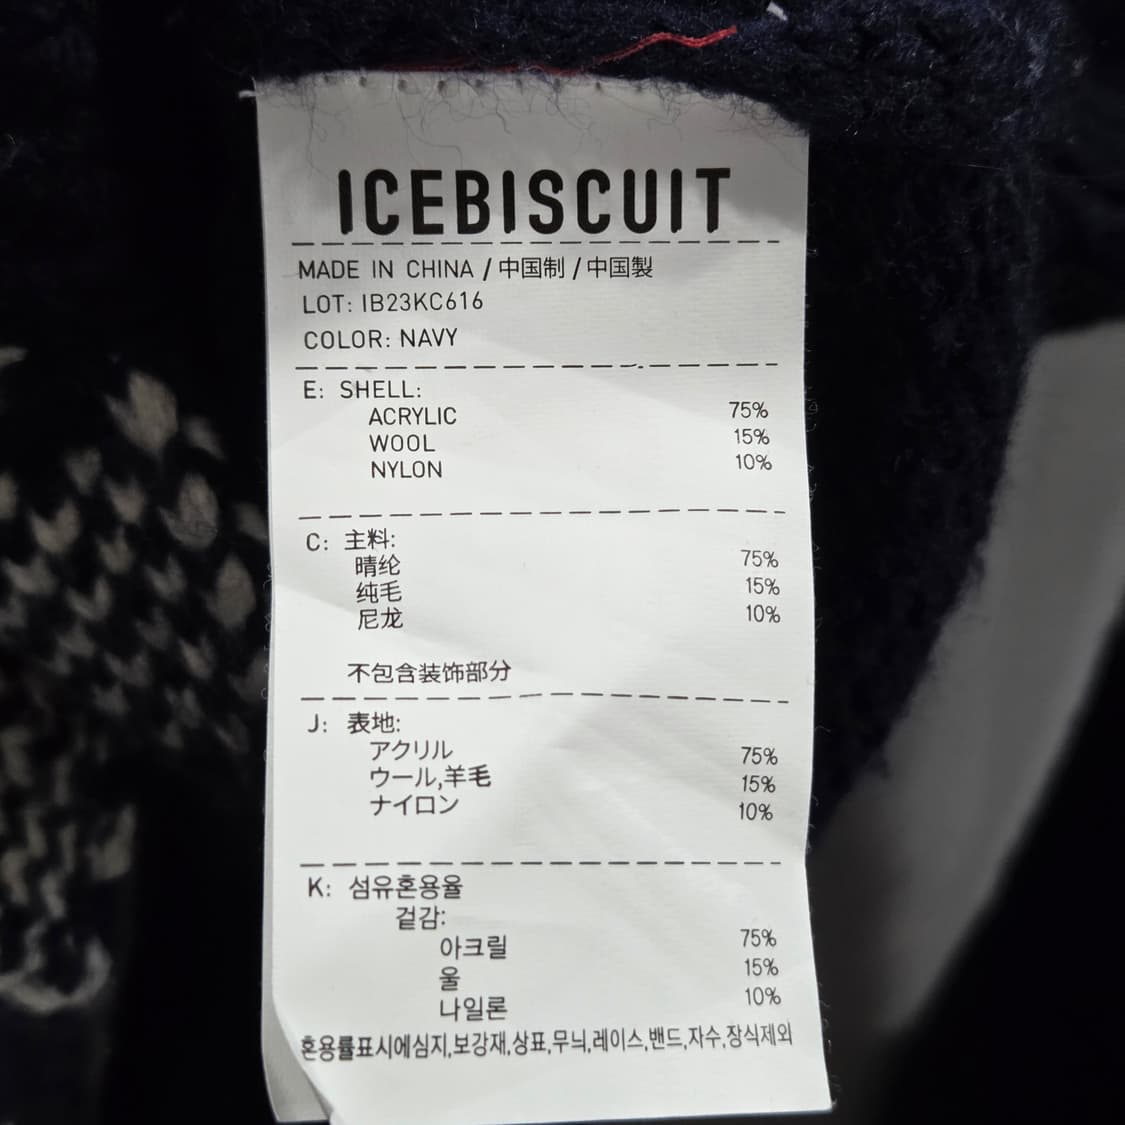 ICEBISCUIT
MADE IN CHINA / 中国制 / 中国製
LOT: IB23KC616
COLOR: NAVY
E: SHELL:
ACRYLIC 75%
WOOL 15%
NYLON 10%
C: 主料:
晴纶 75%
纯毛 15%
尼龙 10%
不包含装饰部分
J: 表地:
アクリル 75%
ウール,羊毛 15%
ナイロン 10%
K: 섬유혼용율
겉감:
아크릴 75%
울 15%
나일론 10%
혼용률표시에심지,보강재,상표,무늬,레이스,밴드,자수,장식제외